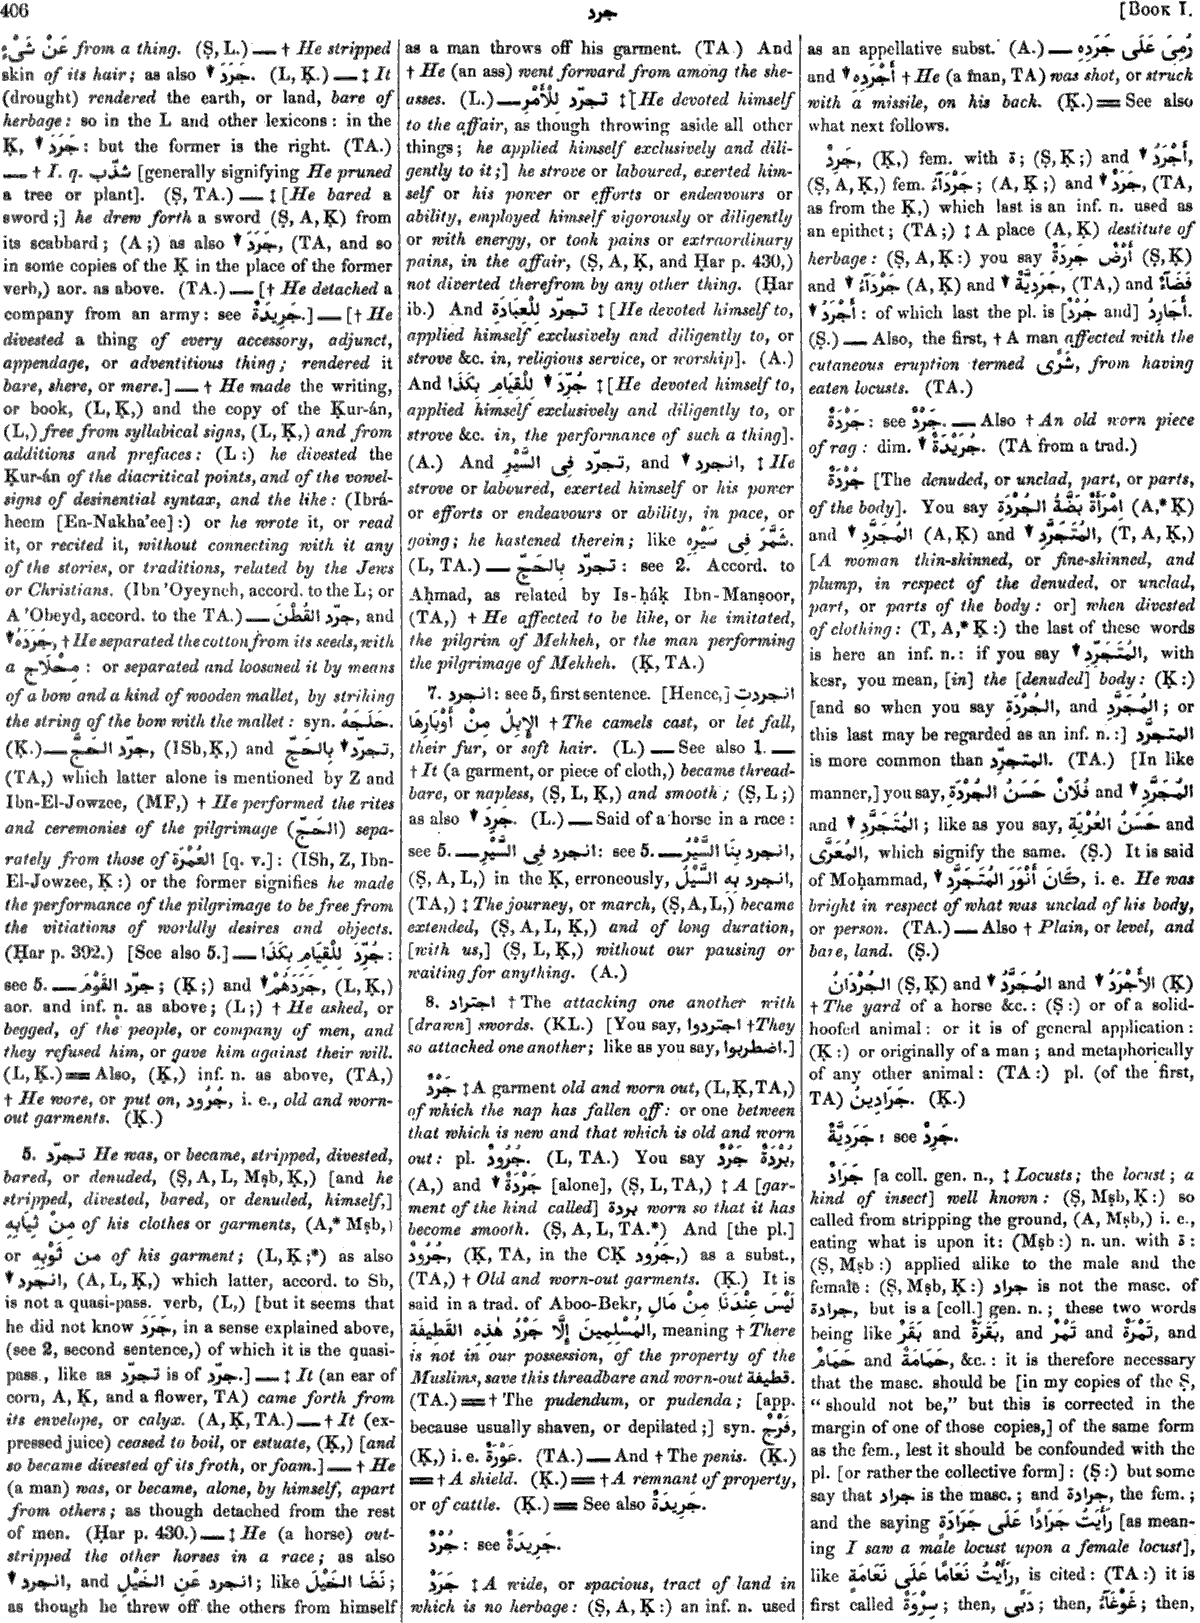 406
جرد
[Book I.
عَنْ شَىْءٍ from a thing. (Ṣ, L.) — † He stripped
skin of its hair; as also ▼ جَرَدَ. (L, Ḳ.) — ‡ It
(drought) rendered the earth, or land, bare of
herbage: so in the L and other lexicons: in the
Ḳ, ▼ جَرَدَ: but the former is the right. (TA.)
— † I. q. شذّب [generally signifying He pruned
a tree or plant]. (Ṣ, TA.) — ‡ [He bared a
sword;] he drew forth a sword (Ṣ, A, Ḳ) from
its scabbard; (A;) as also ▼ جَرَدَ, (TA, and so
in some copies of the Ḳ in the place of the former
verb,) aor. as above. (TA.) — [† He detached a
company from an army: see جَرِيدَةٌ.] — [† He
divested a thing of every accessory, adjunct,
appendage, or adventitious thing; rendered it
bare, shere, or mere.] — † He made the writing,
or book, (L, Ḳ,) and the copy of the Ḳur-án,
(L,) free from syllabical signs, (L, Ḳ,) and from
additions and prefaces: (L:) he divested the
Ḳur-án of the diacritical points, and of the vowel-
signs of desinential syntax, and the like: (Ibrá-
heem [En-Nakha'ee]:) or he wrote it, or read
it, or recited it, without connecting with it any
of the stories, or traditions, related by the Jews
or Christians. (Ibn 'Oyeyneh, accord. to the L; or
A 'Obeyd, accord. to the TA.) — جرّد القُطْنَ, and
▼ جَرَدَهُ, † He separated the cotton from its seeds, with
a مِحْلَاج: or separated and loosened it by means
of a bow and a kind of wooden mallet, by striking
the string of the bow with the mallet: syn. حَلَجَهُ.
(Ḳ.) — جرّد الحَجَّ, (ISh, Ḳ,) and ▼ تجرّد بِالحَجِّ,
(TA,) which latter alone is mentioned by Z and
Ibn-El-Jowzee, (MF,) † He performed the rites
and ceremonies of the pilgrimage (الحَجّ) sepa-
rately from those of العُمْرَة [q. v.]: (ISh, Z, Ibn-
El-Jowzee, Ḳ:) or the former signifies he made
the performance of the pilgrimage to be free from
the vitiations of worldly desires and objects.
(Ḥar p. 392.) [See also 5.] — جُرِّدَ لِلْقِيَامِ بِكَذَا:
see 5. — جرّد القَوْمَ; (Ḳ;) and ▼ جَرَدَهُمْ, (L, Ḳ,)
aor. and inf. n. as above; (L;) † He asked, or
begged, of the people, or company of men, and
they refused him, or gave him against their will.
(L, Ḳ.) = Also, (Ḳ,) inf. n. as above, (TA,)
† He wore, or put on, جُرُود, i. e., old and worn-
out garments. (Ḳ.)
5. تجرّد He was, or became, stripped, divested,
bared, or denuded, (Ṣ, A, L, Mṣb, Ḳ,) [and he
stripped, divested, bared, or denuded, himself,]
مِنْ ثِيَابِهِ of his clothes or garments, (A,* Mṣb,)
or من ثَوْبِهِ of his garment; (L, Ḳ;*) as also
▼ انجرد, (A, L, Ḳ,) which latter, accord. to Sb,
is not a quasi-pass. verb, (L,) [but it seems that
he did not know جَرَدَ, in a sense explained above,
(see 2, second sentence,) of which it is the quasi-
pass., like as تجرّد is of جرّد.] — ‡ It (an ear of
corn, A, Ḳ, and a flower, TA) came forth from
its envelope, or calyx. (A, Ḳ, TA.) — † It (ex-
pressed juice) ceased to boil, or estuate, (Ḳ,) [and
so became divested of its froth, or foam.] — † He
(a man) was, or became, alone, by himself, apart
from others; as though detached from the rest
of men. (Ḥar p. 430.) — ‡ He (a horse) out-
stripped the other horses in a race; as also
▼ انجرد, and انجرد عَنِ الخَيْلِ; like نَضَا الخَيْلَ;
as though he threw off the others from himself
as a man throws off his garment. (TA.) And
† He (an ass) went forward from among the she-
asses. (L.) — تجرّد لِلْأَمْرِ ‡ [He devoted himself
to the affair, as though throwing aside all other
things; he applied himself exclusively and dili-
gently to it;] he strove or laboured, exerted him-
self or his power or efforts or endeavours or
ability, employed himself vigorously or diligently
or with energy, or took pains or extraordinary
pains, in the affair, (Ṣ, A, Ḳ, and Ḥar p. 430,)
not diverted therefrom by any other thing. (Ḥar
ib.) And تجرّد لِلْعِبَادَةِ ‡ [He devoted himself to,
applied himself exclusively and diligently to, or
strove &c. in, religious service, or worship]. (A.)
And ▼ جُرِّدَ لِلْقِيَامِ بِكَذَا ‡ [He devoted himself to,
applied himself exclusively and diligently to, or
strove &c. in, the performance of such a thing].
(A.) And تجرّد فِى السَّيْرِ, and ▼ انجرد, ‡ He
strove or laboured, exerted himself or his power
or efforts or endeavours or ability, in pace, or
going; he hastened therein; like شَمَّرَ فِى سَيْرِهِ.
(L, TA.) — تجرّد بِالحَجِّ: see 2. Accord. to
Aḥmad, as related by Is-ḥáḳ Ibn-Manṣoor,
(TA,) † He affected to be like, or he imitated,
the pilgrim of Mekkeh, or the man performing
the pilgrimage of Mekkeh. (Ḳ, TA.)
7. انجرد: see 5, first sentence. [Hence,] انجردتِ
الإِبِلُ مِنْ أَوْبَارِهَا † The camels cast, or let fall,
their fur, or soft hair. (L.) — See also 1. —
† It (a garment, or piece of cloth,) became thread-
bare, or napless, (Ṣ, L, Ḳ,) and smooth; (Ṣ, L;)
as also ▼ جَرِدَ. (L.) — Said of a horse in a race:
see 5. — انجرد فِى السَّيْرِ: see 5. — انجرد بِنَا السَّيْرُ,
(Ṣ, A, L,) in the Ḳ, erroneously, انجرد بِهِ السَّيْلُ,
(TA,) ‡ The journey, or march, (Ṣ, A, L,) became
extended, (Ṣ, A, L, Ḳ,) and of long duration,
[with us,] (Ṣ, L, Ḳ,) without our pausing or
waiting for anything. (A.)
8. اجتراد † The attacking one another with
[drawn] swords. (KL.) [You say, اجتردوا † They
so attacked one another; like as you say, اضطربوا.]
جَرْدٌ ‡ A garment old and worn out, (L, Ḳ, TA,)
of which the nap has fallen off: or one between
that which is new and that which is old and worn
out: pl. جُرُودٌ. (L, TA.) You say بُرْدَةٌ جَرْدٌ,
(A,) and ▼ جَرْدَةٌ [alone], (Ṣ, L, TA,) ‡ A [gar-
ment of the kind called] بردة worn so that it has
become smooth. (Ṣ, A, L, TA.*) And [the pl.]
جُرُودٌ, (Ḳ, TA, in the CḲ جَرُود,) as a subst.,
(TA,) † Old and worn-out garments. (Ḳ.) It is
said in a trad. of Aboo-Bekr, لَيْسَ عِنْدَنَا مِنْ مَالِ
المُسْلِمِينَ إِلَّا جَرْدُ هٰذِهِ القَطِيفَةِ, meaning † There
is not in our possession, of the property of the
Muslims, save this threadbare and worn-out قطيفة.
(TA.) = † The pudendum, or pudenda; [app.
because usually shaven, or depilated;] syn. فَرْجٌ,
(Ḳ,) i. e. عَوْرَةٌ. (TA.) — And † The penis. (Ḳ.)
= † A shield. (Ḳ.) = † A remnant of property,
or of cattle. (Ḳ.) = See also جَرِيدَةٌ.
جُرْدٌ: see جَرِيدَةٌ.
جَرَدٌ ‡ A wide, or spacious, tract of land in
which is no herbage: (Ṣ, A, Ḳ:) an inf. n. used
as an appellative subst. (A.) — رُمِىَ عَلَى جَرَدِهِ
and ▼ أَجْرَدِهِ † He (a man, TA) was shot, or struck
with a missile, on his back. (Ḳ.) = See also
what next follows.
جَرِدٌ, (Ḳ,) fem. with ة; (Ṣ, Ḳ;) and ▼ أَجْرَدُ,
(Ṣ, A, Ḳ,) fem. جَرْدَآءُ; (A, Ḳ;) and ▼ جَرَدٌ, (TA,
as from the Ḳ,) which last is an inf. n. used as
an epithet; (TA;) ‡ A place (A, Ḳ) destitute of
herbage: (Ṣ, A, Ḳ:) you say أَرْضٌ جَرِدَةٌ (Ṣ, Ḳ)
and ▼ جَرْدَآءُ (A, Ḳ) and ▼ جَرَدِيَّةٌ, (TA,) and فَضَآءٌ
▼ أَجْرَدُ: of which last the pl. is [جُرْدٌ and] أَجَارِدُ.
(Ṣ.) — Also, the first, † A man affected with the
cutaneous eruption termed شَرًى, from having
eaten locusts. (TA.)
جَرْدَةٌ: see جَرْدٌ. — Also † An old worn piece
of rag: dim. ▼ جُرَيْدَةٌ. (TA from a trad.)
جُرْدَةٌ [The denuded, or unclad, part, or parts,
of the body]. You say امْرَأَةٌ بَضَّةُ الجُرْدَةِ (A,* Ḳ)
and ▼ المُجَرَّدِ (A, Ḳ) and ▼ المُتَجَرَّدِ, (T, A, Ḳ,)
[A woman thin-skinned, or fine-skinned, and
plump, in respect of the denuded, or unclad,
part, or parts of the body: or] when divested
of clothing: (T, A,* Ḳ:) the last of these words
is here an inf. n.: if you say ▼ المُتَجَرِّدِ, with
kesr, you mean, [in] the [denuded] body: (Ḳ:)
[and so when you say الجُرْدَةِ, and المُجَرَّدِ; or
this last may be regarded as an inf. n.:] المتجرَّد
is more common than المتجرِّد. (TA.) [In like
manner,] you say, فُلَانٌ حَسَنُ الجُرْدَةِ and ▼ المُجَرَّدِ
and ▼ المُتَجَرَّدِ; like as you say, حَسَنُ العُرْيَةِ and
المُعَرَّى, which signify the same. (Ṣ.) It is said
of Moḥammad, ▼ كَانَ أَنْوَرَ المُتَجَرَّدِ, i. e. He was
bright in respect of what was unclad of his body,
or person. (TA.) — Also † Plain, or level, and
bare, land. (Ṣ.)
الجُرْدَانُ (Ṣ, Ḳ) and ▼ المُجَرَّدُ and ▼ الأَجْرَدُ (Ḳ)
† The yard of a horse &c.: (Ṣ:) or of a solid-
hoofed animal: or it is of general application:
(Ḳ:) or originally of a man; and metaphorically
of any other animal: (TA:) pl. (of the first,
TA) جَرَادِينُ. (Ḳ.)
جَرَدِيَّةٌ: see جَرِدٌ.
جَرَادٌ [a coll. gen. n., ‡ Locusts; the locust; a
kind of insect] well known: (Ṣ, Mṣb, Ḳ:) so
called from stripping the ground, (A, Mṣb,) i. e.,
eating what is upon it: (Mṣb:) n. un. with ة:
(Ṣ, Mṣb:) applied alike to the male and the
female: (Ṣ, Mṣb, Ḳ:) جراد is not the masc. of
جرادة, but is a [coll.] gen. n.; these two words
being like بَقَرٌ and بَقَرَةٌ, and تَمْرٌ and تَمْرَةٌ, and
حَمَامٌ and حَمَامَةٌ, &c.: it is therefore necessary
that the masc. should be [in my copies of the Ṣ,
“should not be,” but this is corrected in the
margin of one of those copies,] of the same form
as the fem., lest it should be confounded with the
pl. [or rather the collective form]: (Ṣ:) but some
say that جراد is the masc.; and جرادة, the fem.;
and the saying رَأَيْتُ جَرَادًا عَلَى جَرَادَةٍ [as mean-
ing I saw a male locust upon a female locust],
like رَأَيْتُ نَعَامًا عَلَى نَعَامَةٍ, is cited: (TA:) it is
first called سِرْوَةٌ; then, دَبًى; then, غَوْغَآءُ; then,